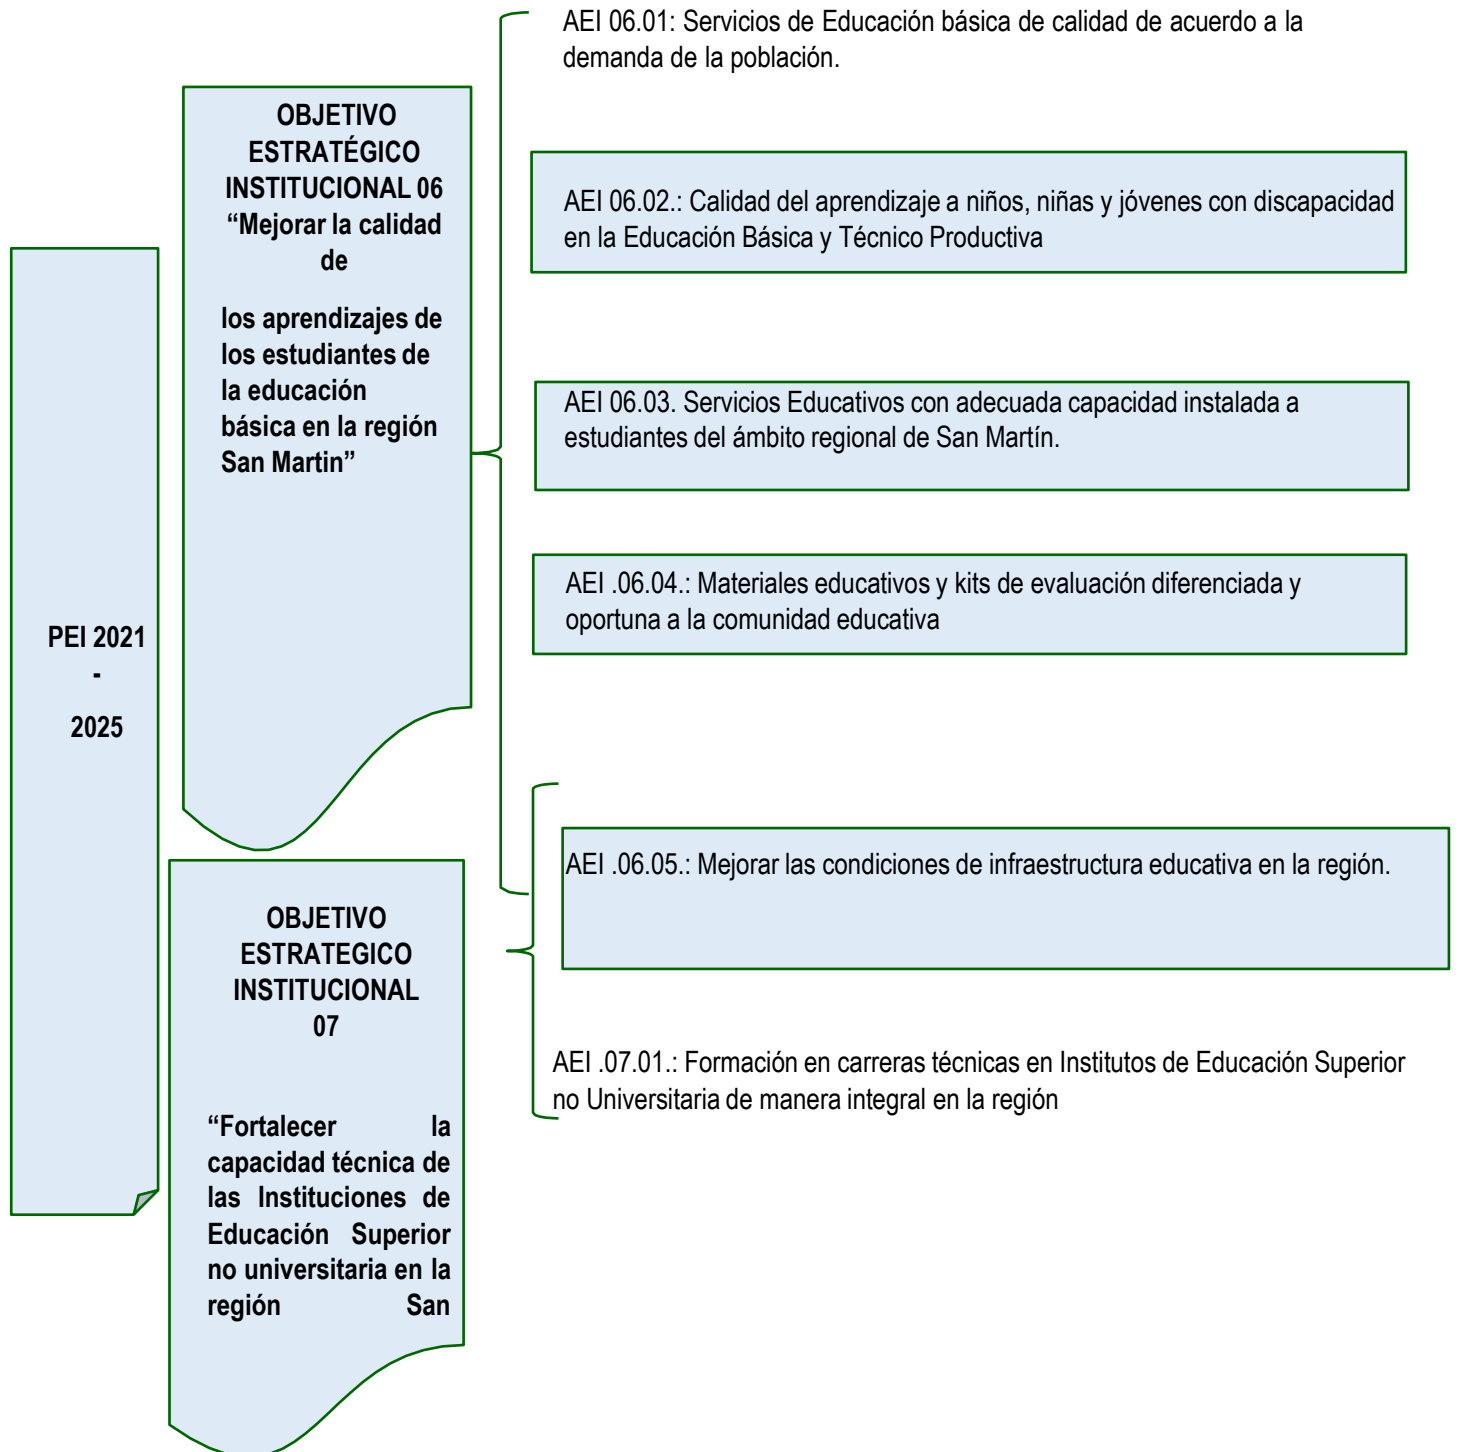 PEI 2021
-
2025
OBJETIVO
ESTRATÉGICO
INSTITUCIONAL 06
“Mejorar la calidad
de
los aprendizajes de
los estudiantes de
la educación
básica en la región
San Martin”
AEI 06.01: Servicios de Educación básica de calidad de acuerdo a la
demanda de la población.
AEI 06.02.: Calidad del aprendizaje a niños, niñas y jóvenes con discapacidad
en la Educación Básica y Técnico Productiva
AEI 06.03. Servicios Educativos con adecuada capacidad instalada a
estudiantes del ámbito regional de San Martín.
AEI .06.04.: Materiales educativos y kits de evaluación diferenciada y
oportuna a la comunidad educativa
AEI .06.05.: Mejorar las condiciones de infraestructura educativa en la región.
OBJETIVO
ESTRATEGICO
INSTITUCIONAL
07
“Fortalecer la
capacidad técnica de
las Instituciones de
Educación Superior
no universitaria en la
región San
AEI .07.01.: Formación en carreras técnicas en Institutos de Educación Superior
no Universitaria de manera integral en la región